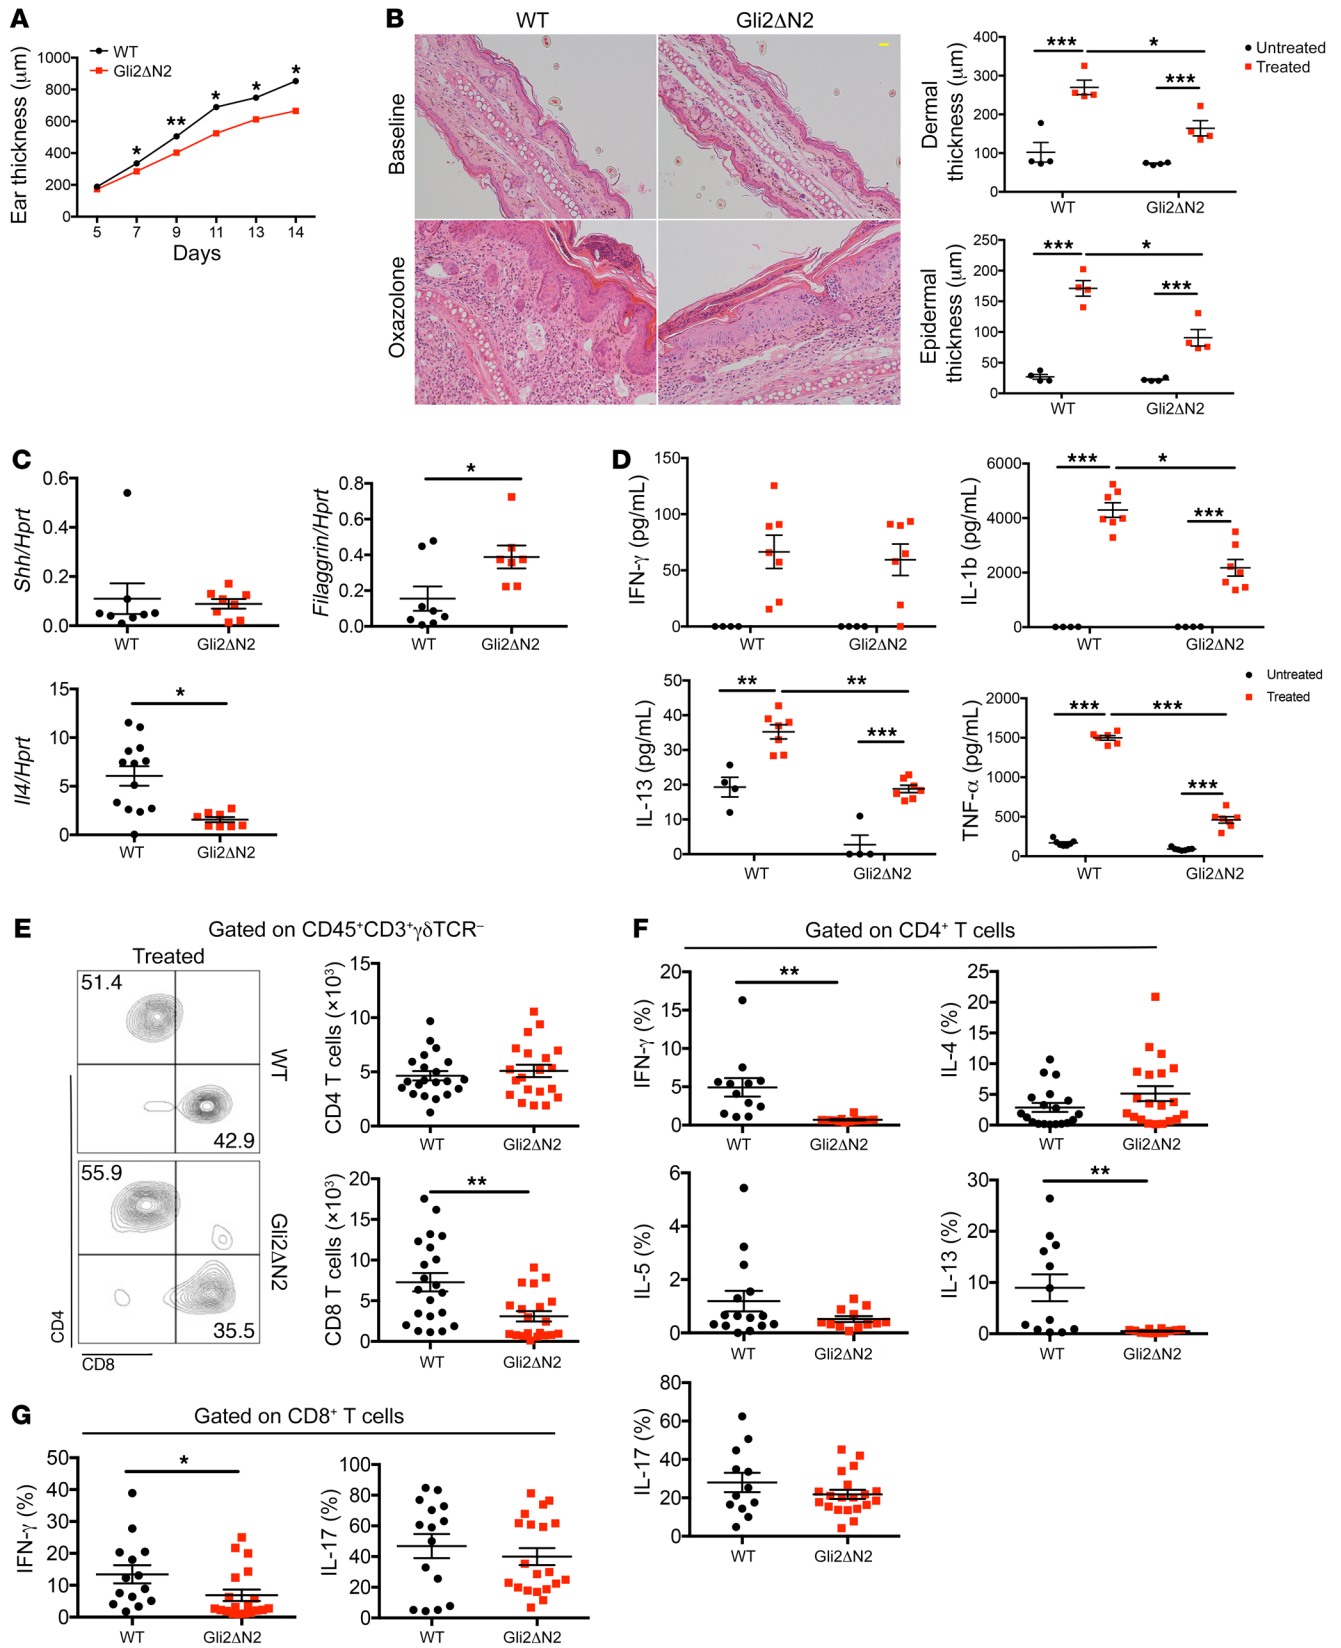 A
WT
Gli2ΔN2
Ear thickness (μm)
1000
800
600
400
200
0
* ** * * *
5 7 9 11 13 14
Days
B
WT Gli2ΔN2
Baseline
Oxazolone
Dermal
thickness (μm)
400
300
200
100
0
*** *
***
WT Gli2ΔN2
Untreated
Treated
Epidermal
thickness (μm)
250
200
150
100
50
0
*** *
***
WT Gli2ΔN2
C
Shh/Hprt
0.6
0.4
0.2
0.0
WT Gli2ΔN2
Filaggrin/Hprt
0.8
0.6
0.4
0.2
0.0
*
WT Gli2ΔN2
Il4/Hprt
15
10
5
0
*
WT Gli2ΔN2
D
IFN-γ (pg/mL)
150
100
50
0
WT Gli2ΔN2
IL-1b (pg/mL)
6000
4000
2000
0
*** *
***
WT Gli2ΔN2
IL-13 (pg/mL)
50
40
30
20
10
0
** **
***
WT Gli2ΔN2
TNF-α (pg/mL)
2000
1500
1000
500
0
*** ***
***
WT Gli2ΔN2
Untreated
Treated
E
Gated on CD45⁺CD3⁺γδTCR⁻
Treated
51.4
42.9
WT
55.9
35.5
Gli2ΔN2
CD4
CD8
CD4 T cells (×10³)
15
10
5
0
WT Gli2ΔN2
CD8 T cells (×10³)
20
15
10
5
0
**
WT Gli2ΔN2
F
Gated on CD4⁺ T cells
IFN-γ (%)
20
15
10
5
0
**
WT Gli2ΔN2
IL-4 (%)
25
20
15
10
5
0
WT Gli2ΔN2
IL-5 (%)
6
4
2
0
WT Gli2ΔN2
IL-13 (%)
30
20
10
0
**
WT Gli2ΔN2
IL-17 (%)
80
60
40
20
0
WT Gli2ΔN2
G
Gated on CD8⁺ T cells
IFN-γ (%)
50
40
30
20
10
0
*
WT Gli2ΔN2
IL-17 (%)
100
80
60
40
20
0
WT Gli2ΔN2